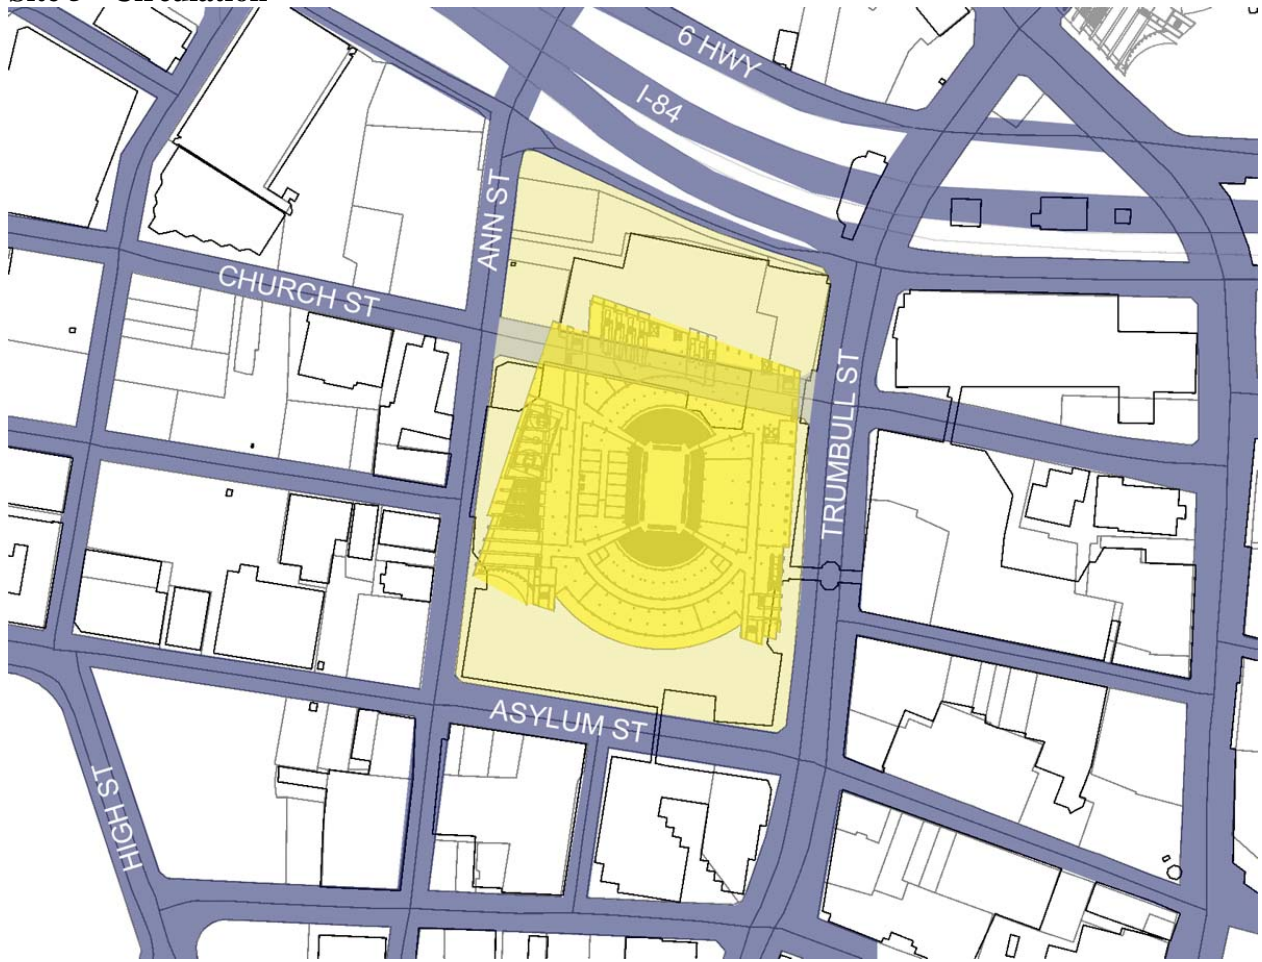 6 HWY
I-84
ANN ST
CHURCH ST
TRUMBULL ST
ASYLUM ST
HIGH ST